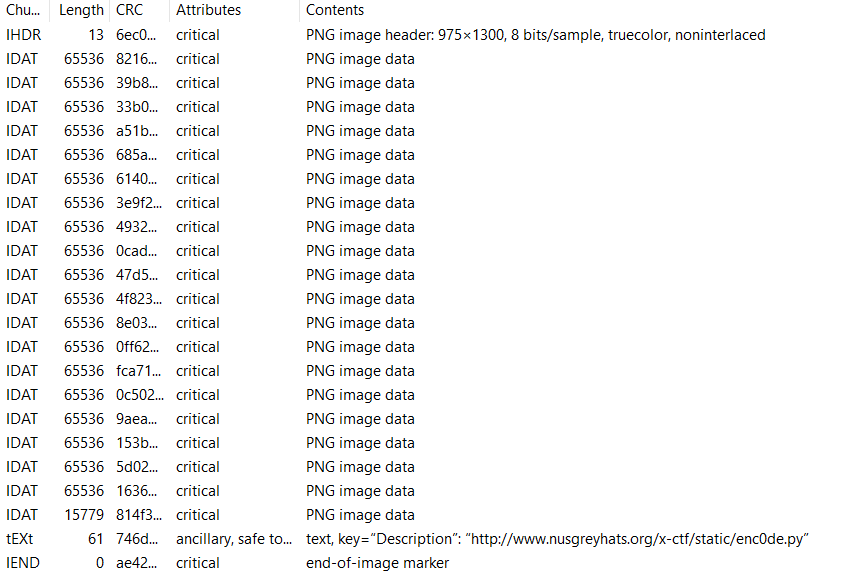 Chu... Length CRC Attributes Contents
IHDR 13 6ec0... critical PNG image header: 975×1300, 8 bits/sample, truecolor, noninterlaced
IDAT 65536 8216... critical PNG image data
IDAT 65536 39b8... critical PNG image data
IDAT 65536 33b0... critical PNG image data
IDAT 65536 a51b... critical PNG image data
IDAT 65536 685a... critical PNG image data
IDAT 65536 6140... critical PNG image data
IDAT 65536 3e9f2... critical PNG image data
IDAT 65536 4932... critical PNG image data
IDAT 65536 0cad... critical PNG image data
IDAT 65536 47d5... critical PNG image data
IDAT 65536 4f823... critical PNG image data
IDAT 65536 8e03... critical PNG image data
IDAT 65536 0ff62... critical PNG image data
IDAT 65536 fca71... critical PNG image data
IDAT 65536 0c502... critical PNG image data
IDAT 65536 9aea... critical PNG image data
IDAT 65536 153b... critical PNG image data
IDAT 65536 5d02... critical PNG image data
IDAT 65536 1636... critical PNG image data
IDAT 15779 814f3... critical PNG image data
tEXt 61 746d... ancillary, safe to... text, key=“Description”: “http://www.nusgreyhats.org/x-ctf/static/enc0de.py”
IEND 0 ae42... critical end-of-image marker